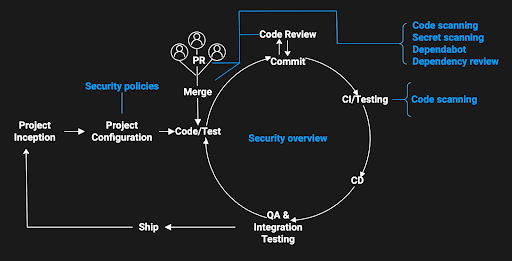 Code Review
Code scanning
Secret scanning
Dependabot
Dependency review
PR
Commit
Security policies
Merge
CI/Testing
Code scanning
Project
Inception
Project
Configuration
Code/Test
Security overview
CD
QA &
Integration
Testing
Ship